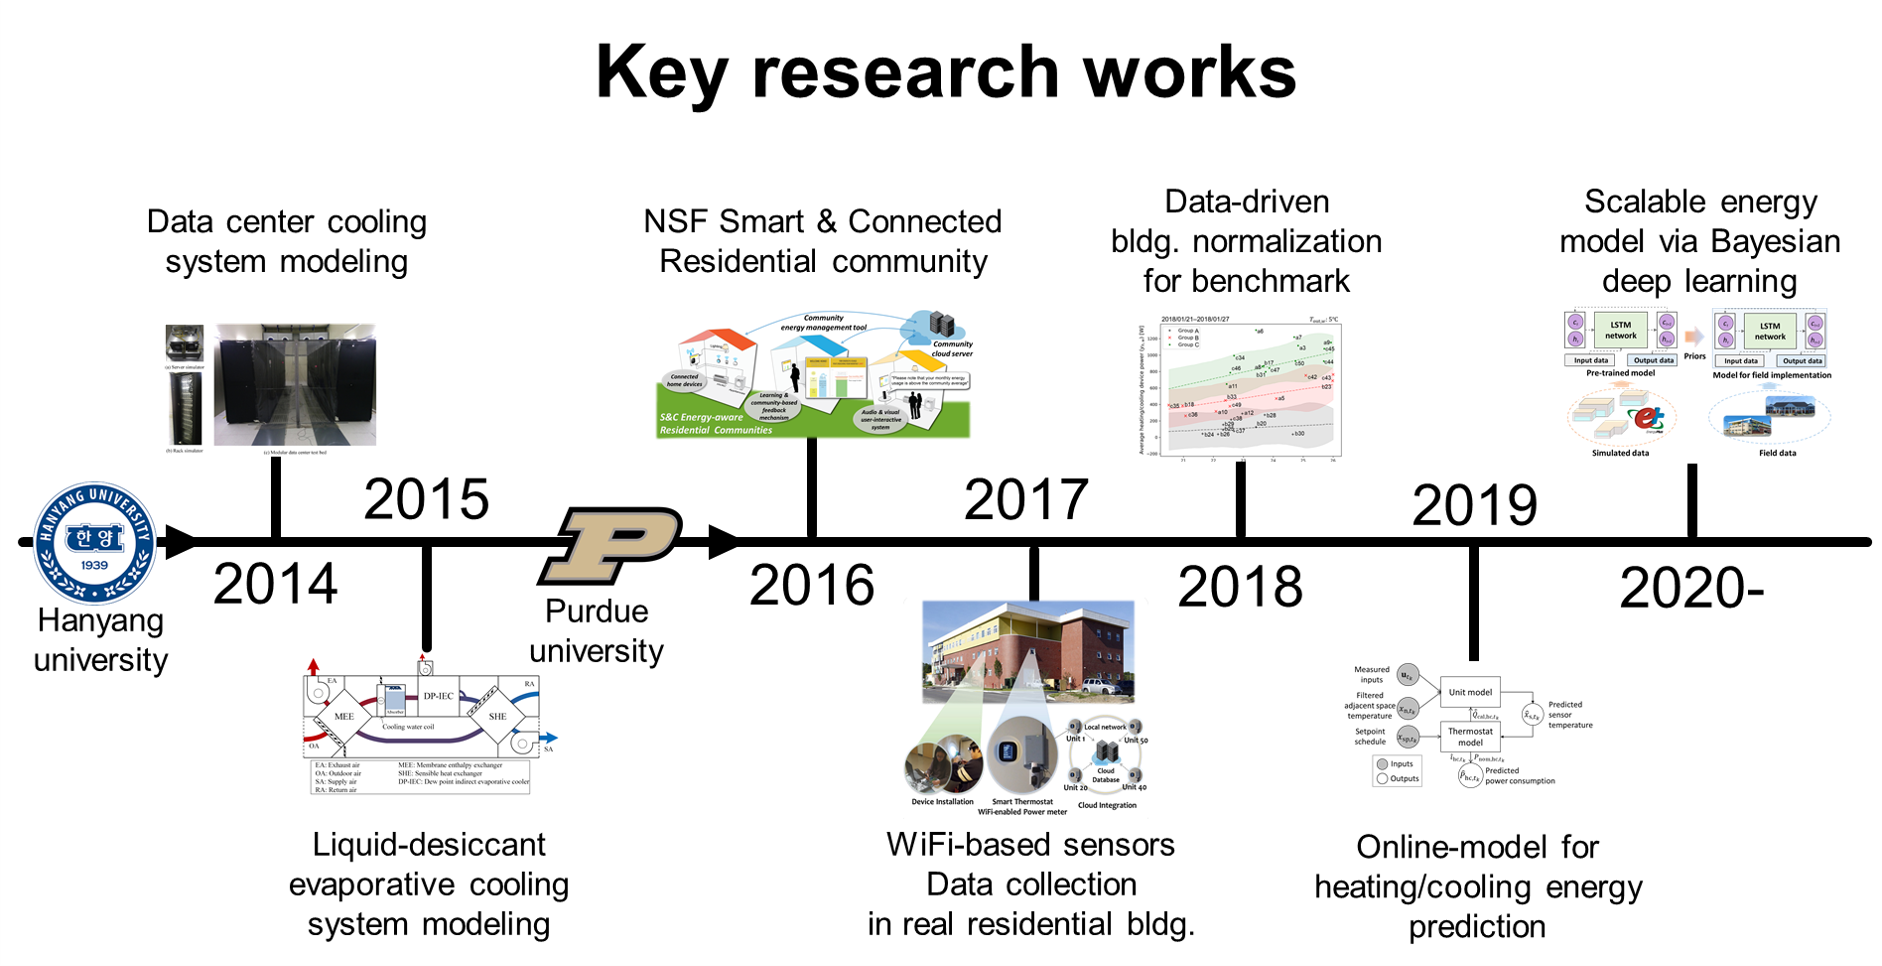 Key research works
Data center cooling
system modeling
(a) Server simulator
(b) Rack simulator
(c) Modular data center test bed
2014
HANYANG UNIVERSITY
한양
1939
Hanyang
university
2015
EA
RA
MEE
DP-IEC
SHE
Cooling water coil
OA
SA
EA: Exhaust air
OA: Outdoor air
SA: Supply air
RA: Return air
MEE: Membrane enthalpy exchanger
SHE: Sensible heat exchanger
DP-IEC: Dew point indirect evaporative cooler
Liquid-desiccant
evaporative cooling
system modeling
P
Purdue
university
NSF Smart & Connected
Residential community
Community
energy management tool
Community
cloud server
Connected
home devices
Learning &
community-based
feedback
mechanism
"Please note that your monthly energy
usage is above the community average"
Audio & visual
user-interactive
system
S&C Energy-aware
Residential Communities
2016
2017
Device Installation
Smart Thermostat
WiFi-enabled Power meter
Local network
Unit 1
Unit 50
Cloud
Database
Unit 20
Unit 40
Cloud Integration
WiFi-based sensors
Data collection
in real residential bldg.
Data-driven
bldg. normalization
for benchmark
2018/01/21~2018/01/27
5°C
Group A
Group B
Group C
Average heating/cooling device power
2018
2019
Measured
inputs
Filtered
adjacent space
temperature
Setpoint
schedule
Unit model
Thermostat
model
Predicted
sensor
temperature
Predicted
power consumption
Inputs
Outputs
Online-model for
heating/cooling energy
prediction
Scalable energy
model via Bayesian
deep learning
LSTM
network
Input data
Output data
Pre-trained model
Priors
LSTM
network
Input data
Output data
Model for field implementation
Simulated data
Field data
2020-